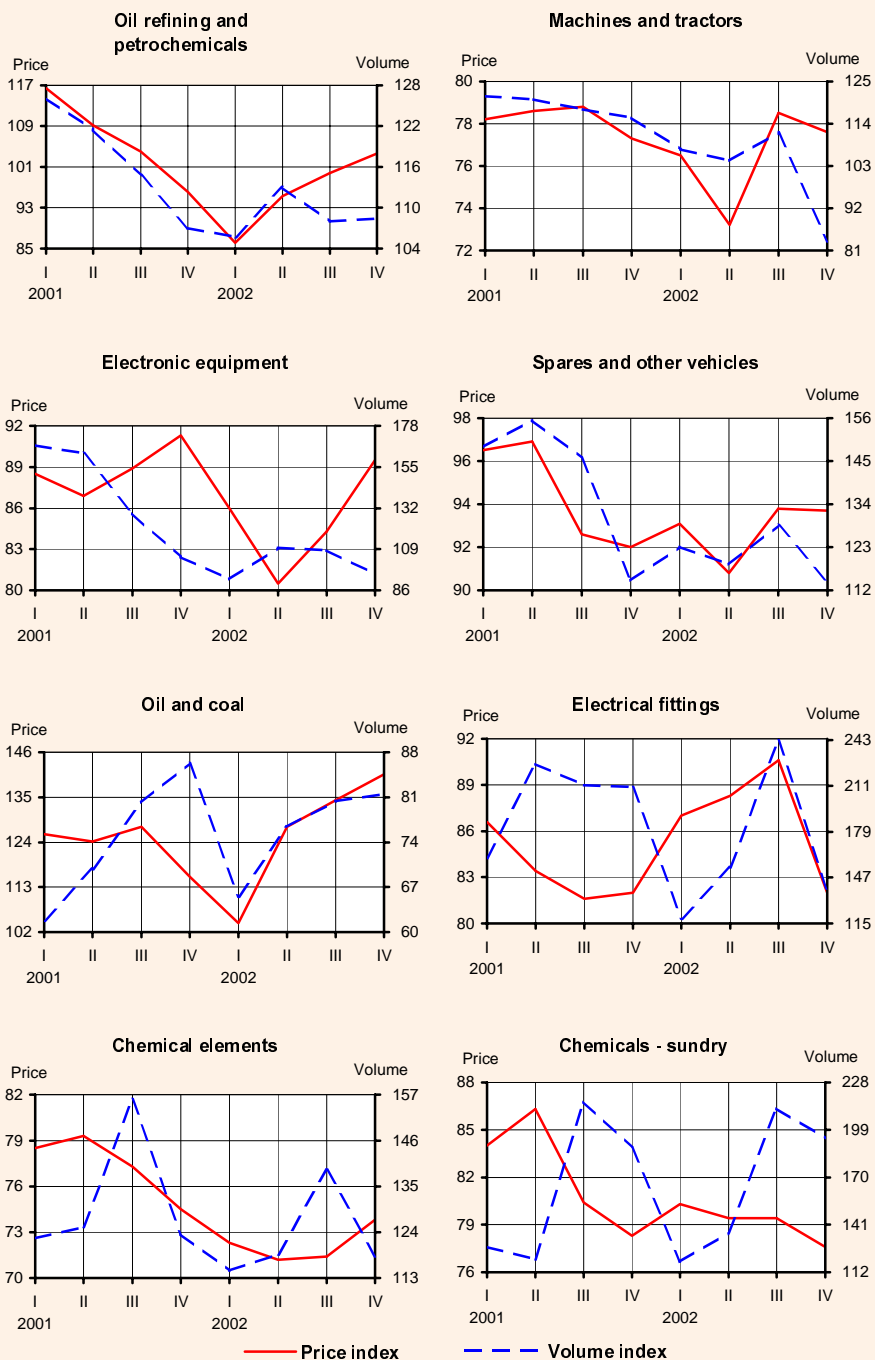 Oil refining and
petrochemicals
Price Volume
117 128
109 122
101 116
93 110
85 104
I II III IV I II III IV
2001 2002
Machines and tractors
Price Volume
80 125
78 114
76 103
74 92
72 81
I II III IV I II III IV
2001 2002
Electronic equipment
Price Volume
92 178
89 155
86 132
83 109
80 86
I II III IV I II III IV
2001 2002
Spares and other vehicles
Price Volume
98 156
96 145
94 134
92 123
90 112
I II III IV I II III IV
2001 2002
Oil and coal
Price Volume
146 88
135 81
124 74
113 67
102 60
I II III IV I II III IV
2001 2002
Electrical fittings
Price Volume
92 243
89 211
86 179
83 147
80 115
I II III IV I II III IV
2001 2002
Chemical elements
Price Volume
82 157
79 146
76 135
73 124
70 113
I II III IV I II III IV
2001 2002
Chemicals - sundry
Price Volume
88 228
85 199
82 170
79 141
76 112
I II III IV I II III IV
2001 2002
Price index Volume index